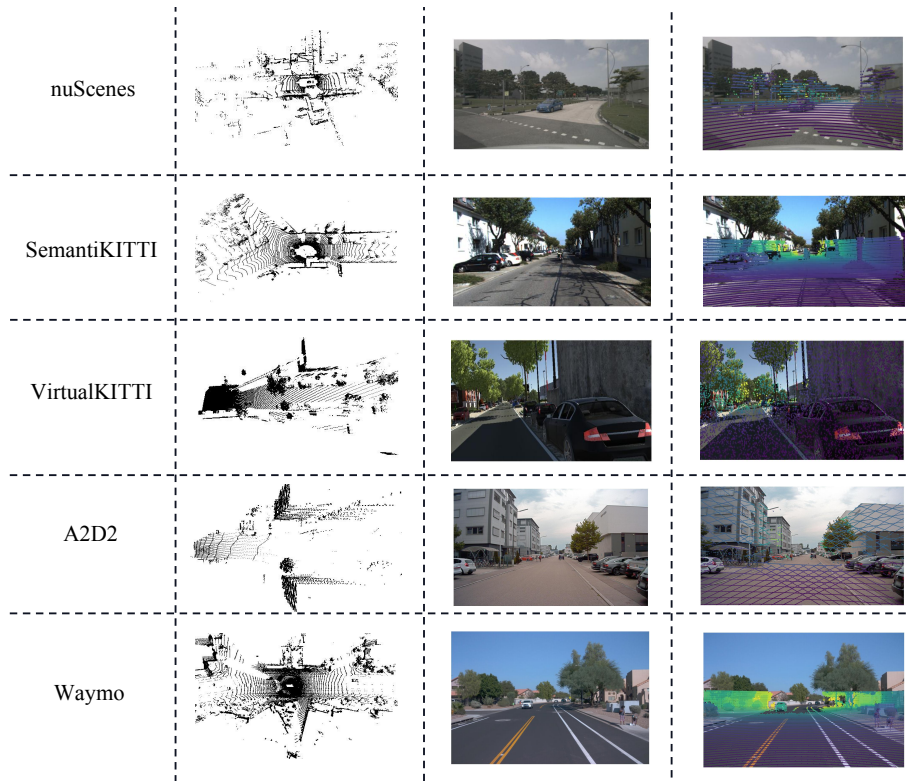 nuScenes
SemantiKITTI
VirtualKITTI
A2D2
Waymo